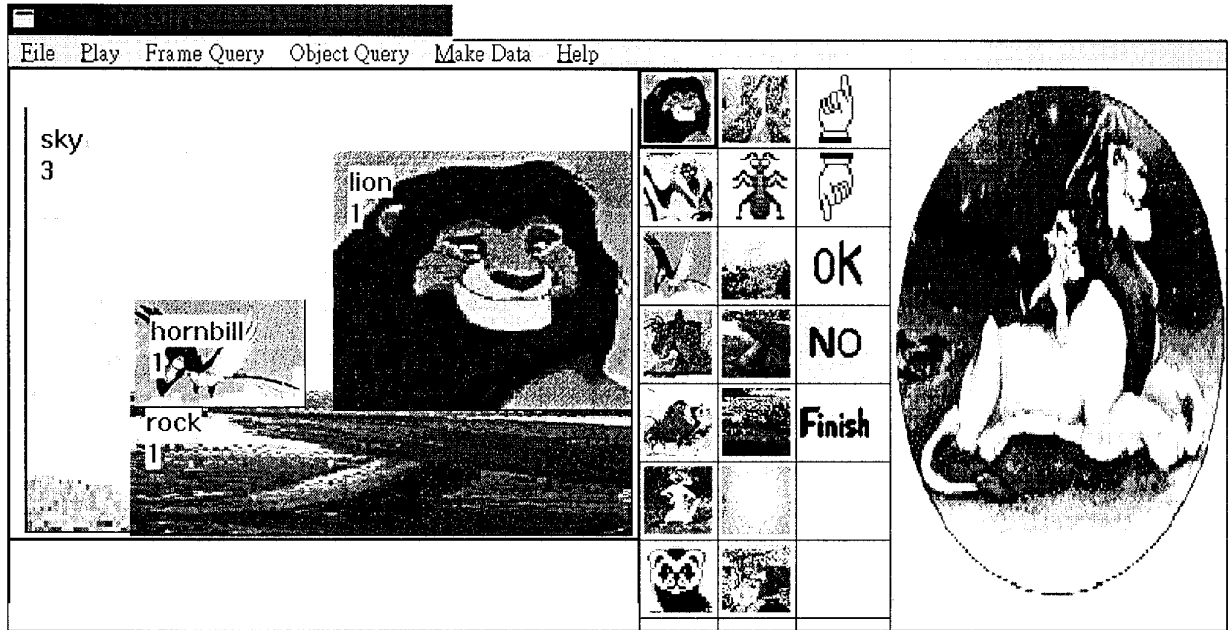 File Play Frame Query Object Query Make Data Help
sky
3
lion
1
hornbill
1
rock
1
OK
NO
Finish